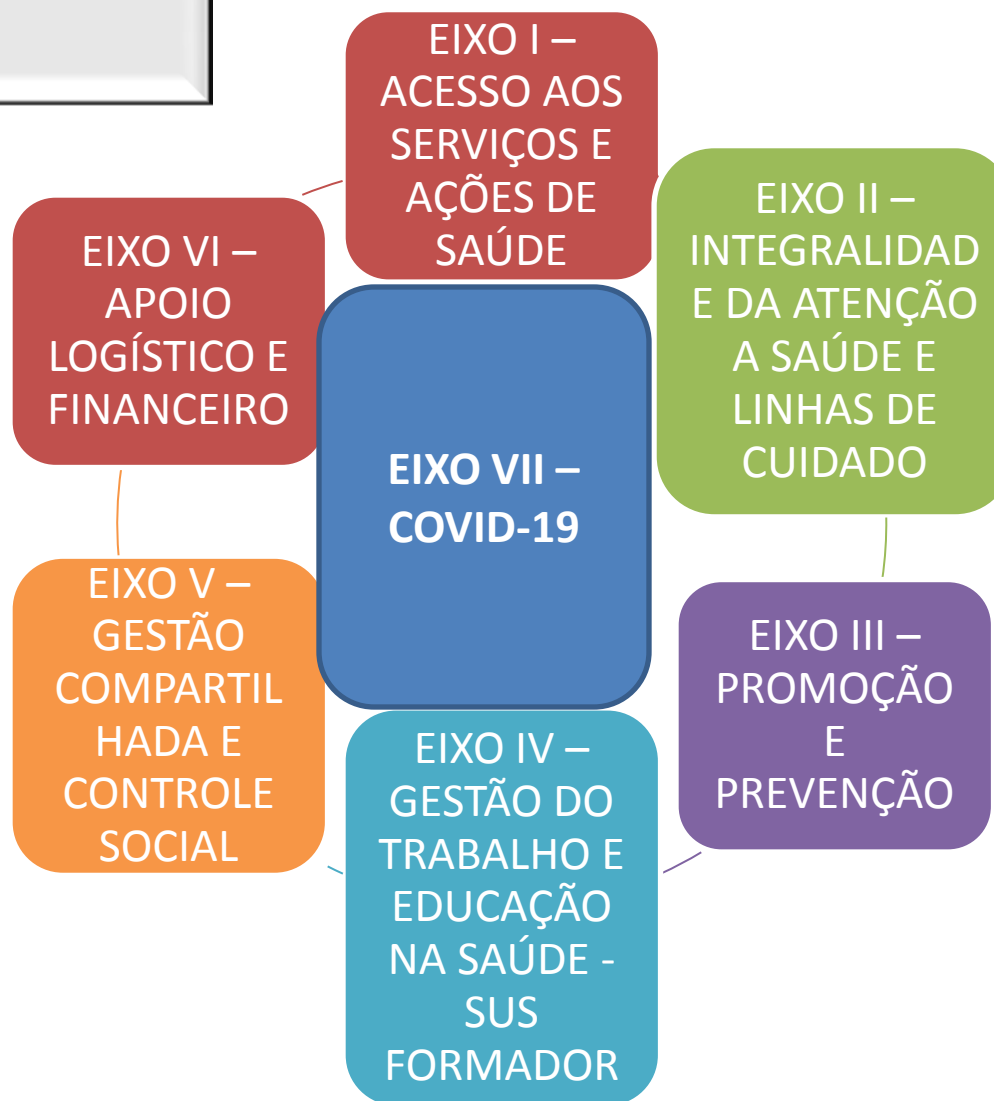 EIXO I –
ACESSO AOS
SERVIÇOS E
AÇÕES DE
SAÚDE
EIXO II –
INTEGRALIDAD
E DA ATENÇÃO
A SAÚDE E
LINHAS DE
CUIDADO
EIXO III –
PROMOÇÃO
E
PREVENÇÃO
EIXO IV –
GESTÃO DO
TRABALHO E
EDUCAÇÃO
NA SAÚDE -
SUS
FORMADOR
EIXO V –
GESTÃO
COMPARTIL
HADA E
CONTROLE
SOCIAL
EIXO VI –
APOIO
LOGÍSTICO E
FINANCEIRO
EIXO VII –
COVID-19